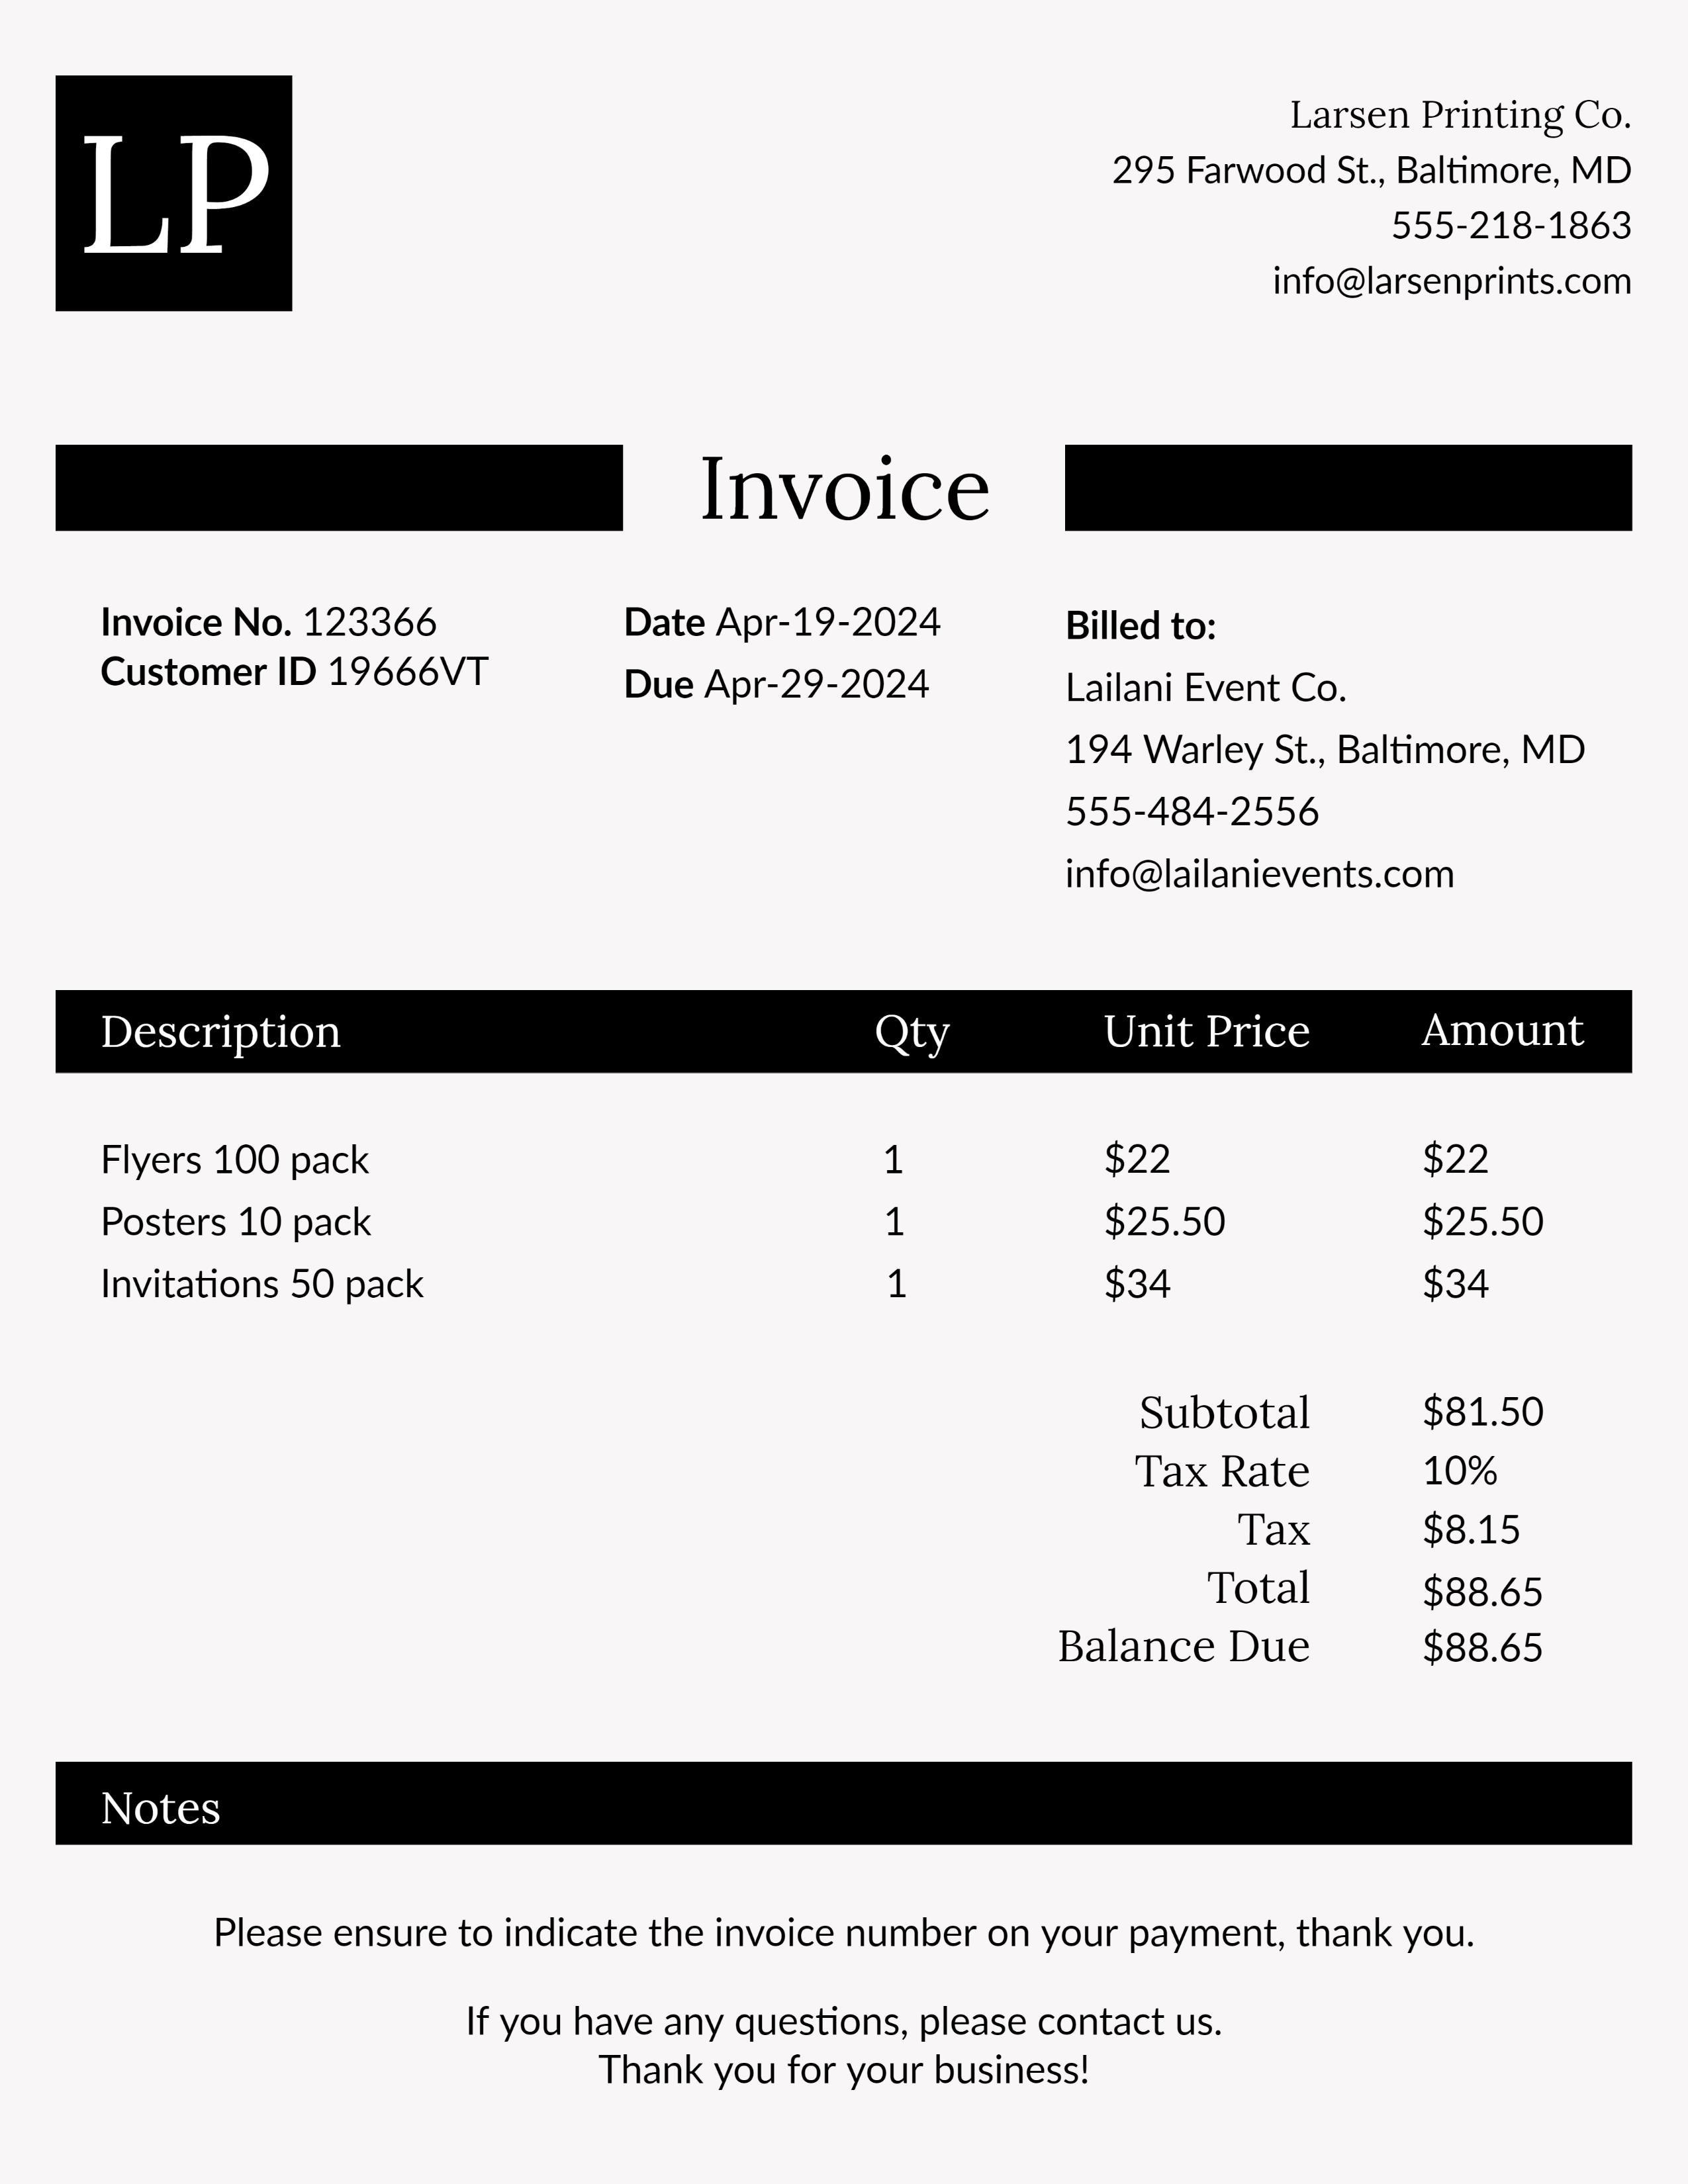 LP
Larsen Printing Co.
295 Farwood St., Baltimore, MD
555-218-1863
info@larsenprints.com
Invoice
Invoice No. 123366
Customer ID 19666VT
Date Apr-19-2024
Due Apr-29-2024
Billed to:
Lailani Event Co.
194 Warley St., Baltimore, MD
555-484-2556
info@lailanievents.com
Description Qty Unit Price Amount
Flyers 100 pack 1 $22 $22
Posters 10 pack 1 $25.50 $25.50
Invitations 50 pack 1 $34 $34
Subtotal $81.50
Tax Rate 10%
Tax $8.15
Total $88.65
Balance Due $88.65
Notes
Please ensure to indicate the invoice number on your payment, thank you.
If you have any questions, please contact us.
Thank you for your business!